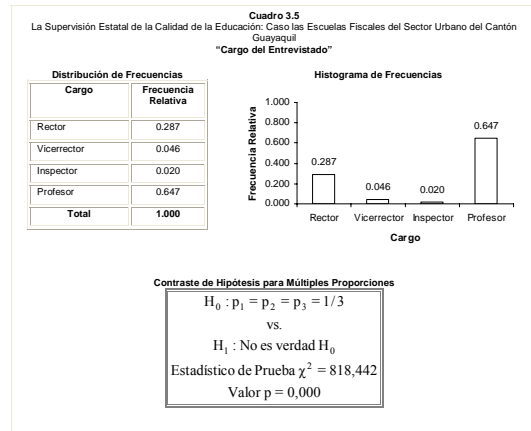 Cuadro 3.5
La Supervisión Estatal de la Calidad de la Educación: Caso las Escuelas Fiscales del Sector Urbano del Cantón
Guayaquil
“Cargo del Entrevistado”
Distribución de Frecuencias
Cargo Frecuencia Relativa
Rector 0.287
Vicerrector 0.046
Inspector 0.020
Profesor 0.647
Total 1.000
Histograma de Frecuencias
Frecuencia Relativa
1.000
0.800
0.600
0.400
0.200
0.000
0.287
0.046
0.020
0.647
Rector Vicerrector Inspector Profesor
Cargo
Contraste de Hipótesis para Múltiples Proporciones
H₀ : p₁ = p₂ = p₃ = 1/3
vs.
H₁ : No es verdad H₀
Estadístico de Prueba χ² = 818,442
Valor p = 0,000